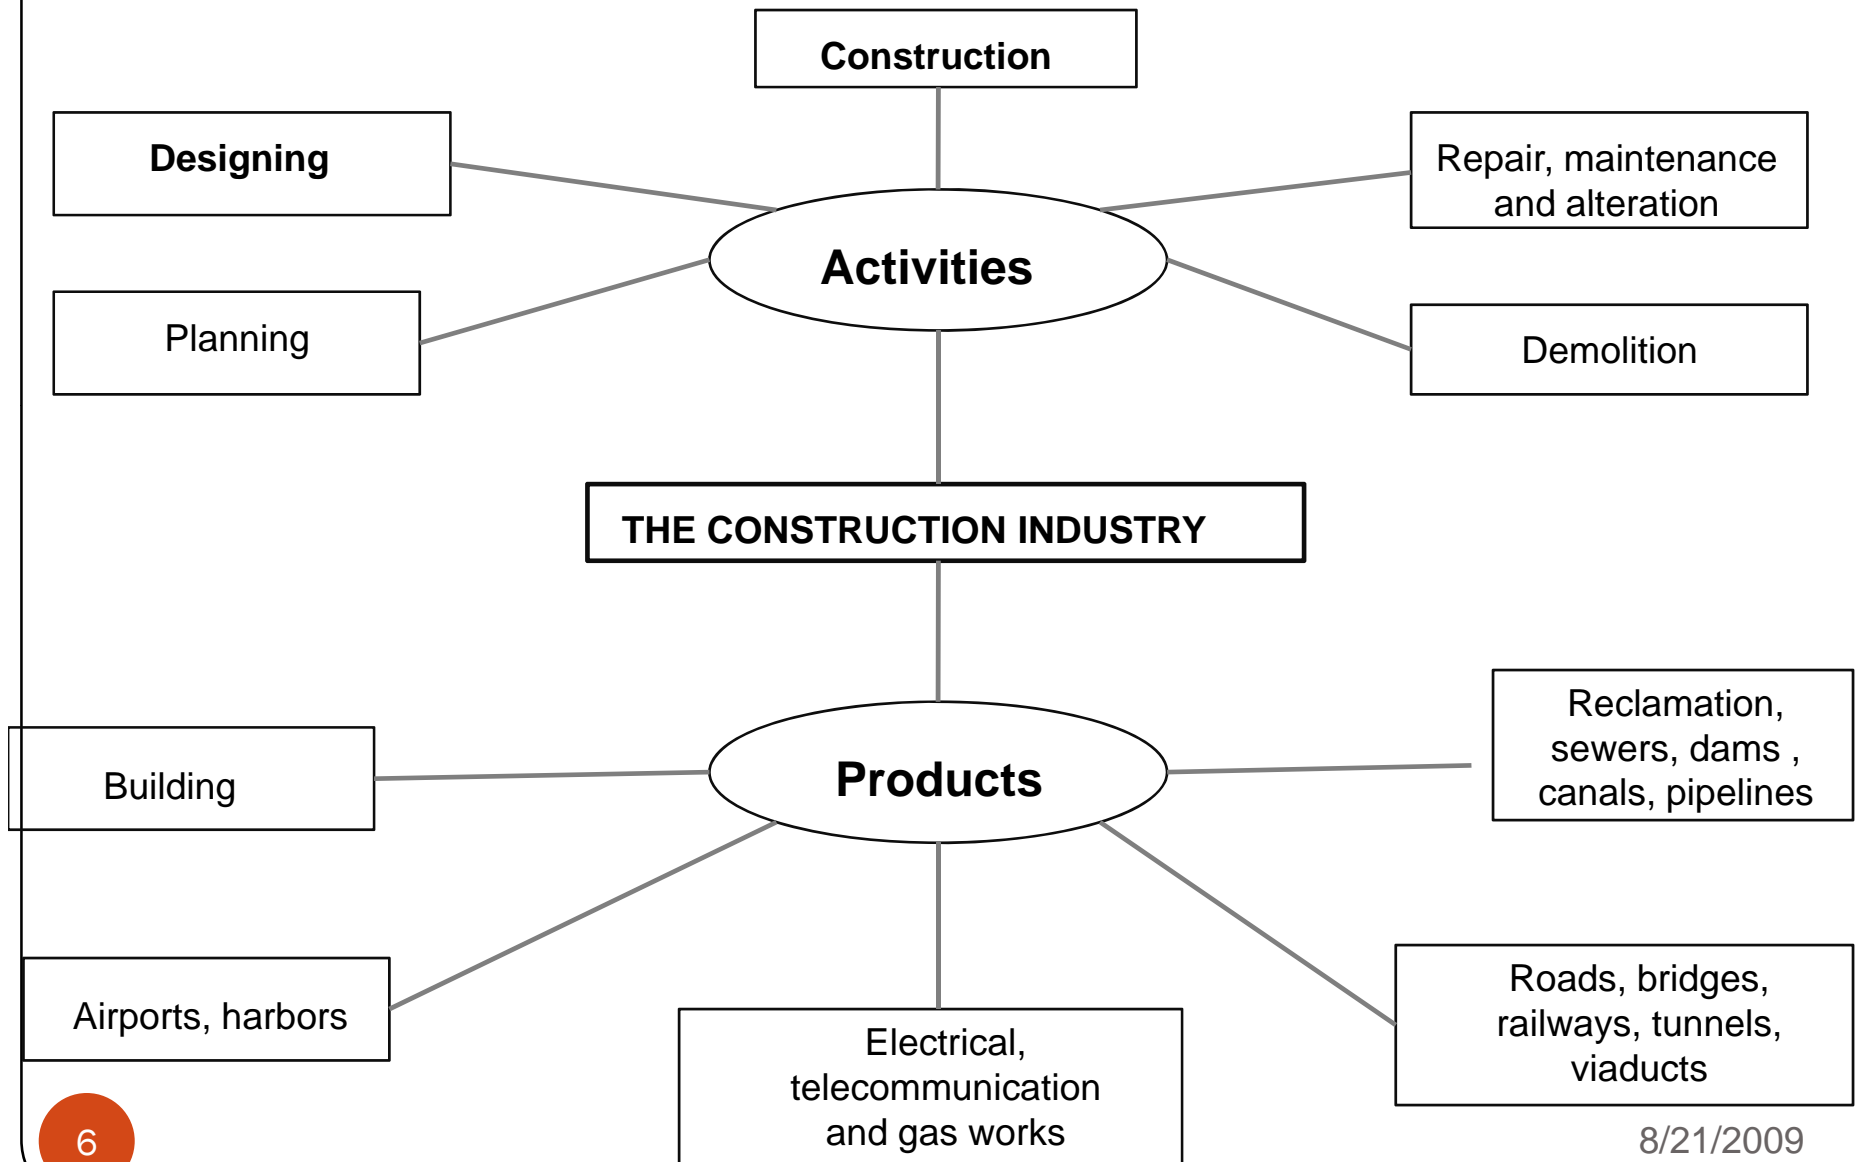 Construction
Designing
Repair, maintenance
and alteration
Activities
Planning
Demolition
THE CONSTRUCTION INDUSTRY
Reclamation,
sewers, dams ,
canals, pipelines
Building
Products
Airports, harbors
Roads, bridges,
railways, tunnels,
viaducts
Electrical,
telecommunication
and gas works
6
8/21/2009